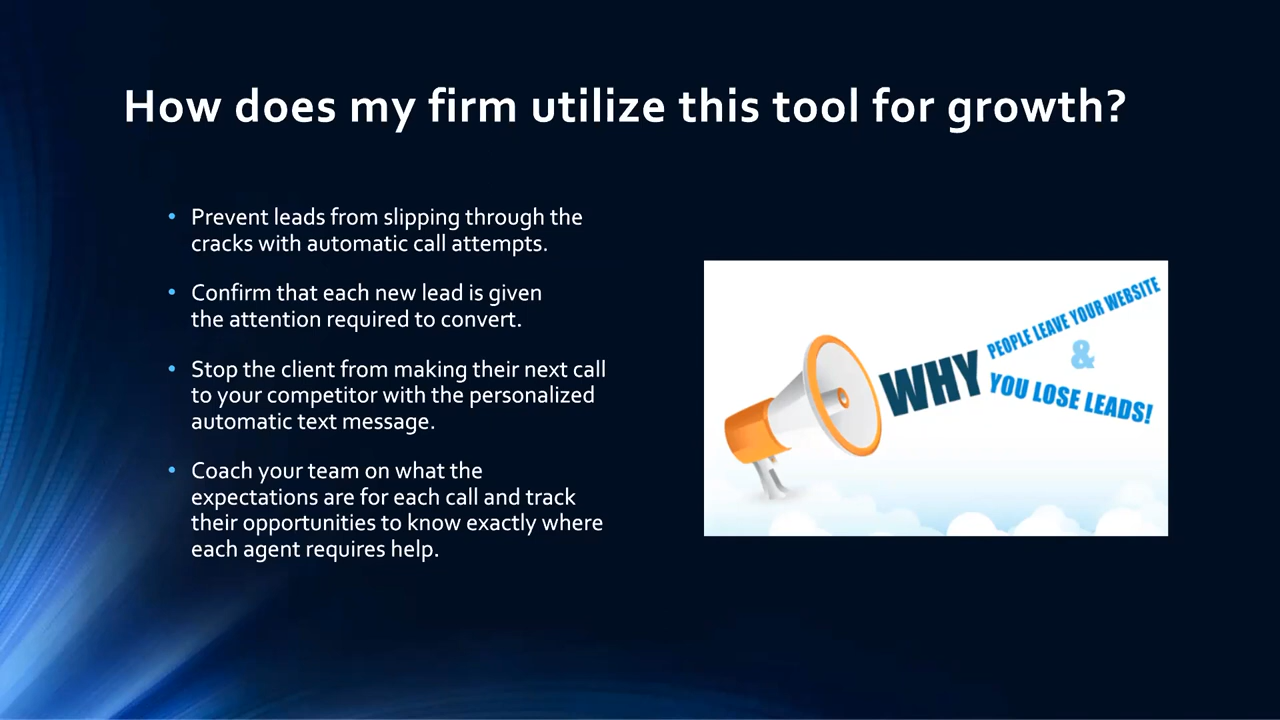 How does my firm utilize this tool for growth?
• Prevent leads from slipping through the
cracks with automatic call attempts.
• Confirm that each new lead is given
the attention required to convert.
• Stop the client from making their next call
to your competitor with the personalized
automatic text message.
• Coach your team on what the
expectations are for each call and track
their opportunities to know exactly where
each agent requires help.
WHY
PEOPLE LEAVE YOUR WEBSITE
&
YOU LOSE LEADS!